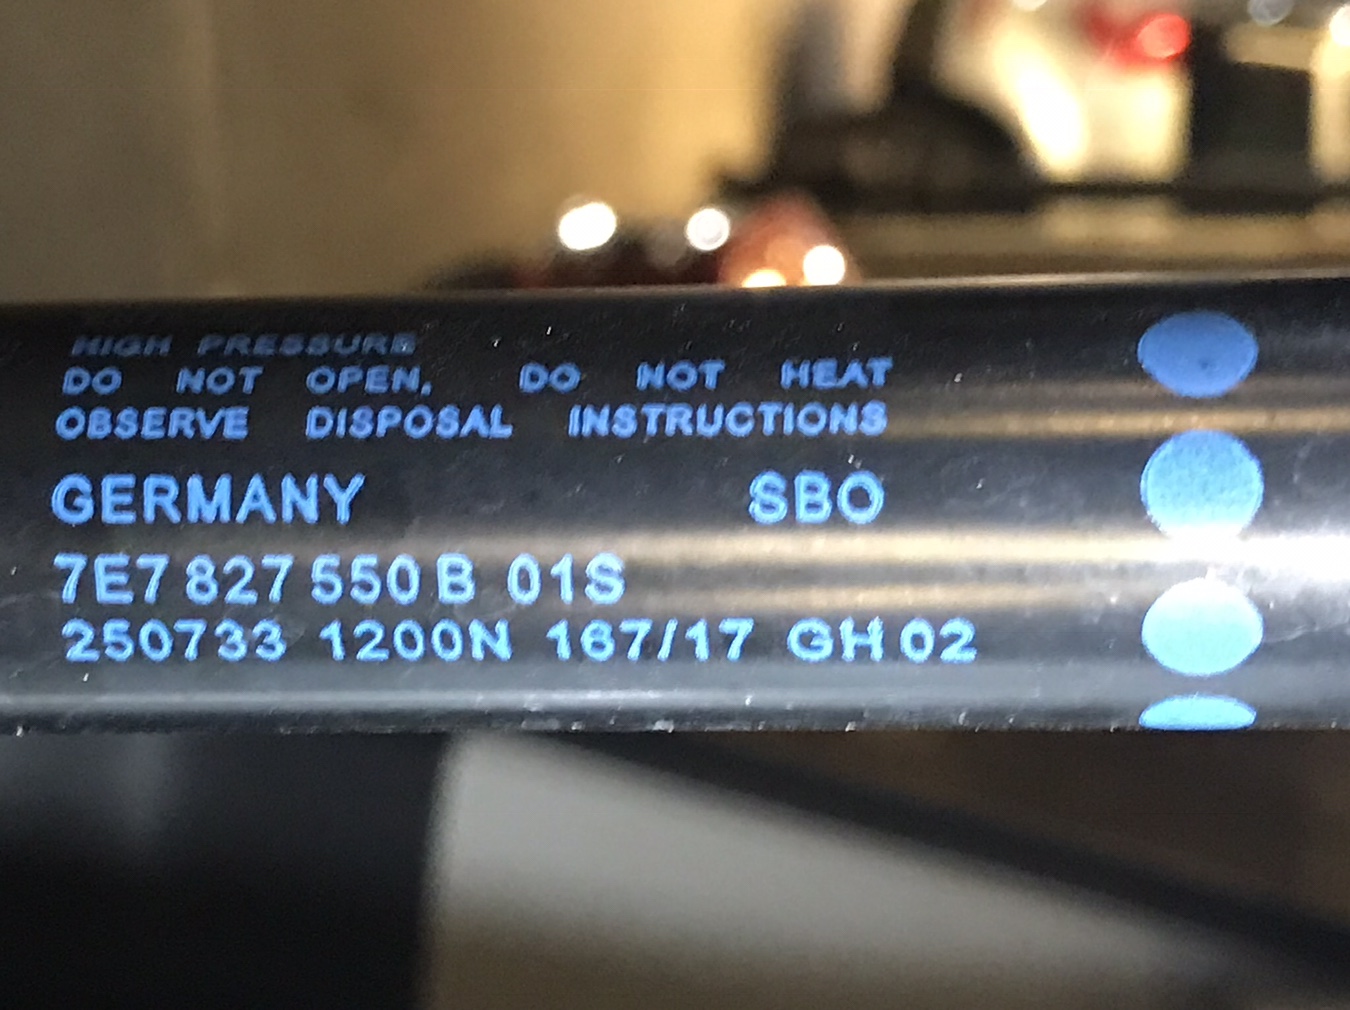 HIGH PRESSURE
DO NOT OPEN. DO NOT HEAT
OBSERVE DISPOSAL INSTRUCTIONS
GERMANY SBO
7E7 827 550 B 01S
250733 1200N 167/17 GH 02